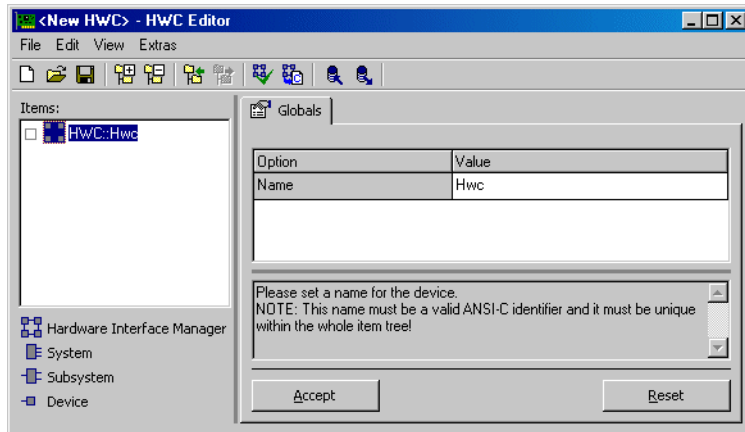 <New HWC> - HWC Editor
File Edit View Extras
Items:
HWC::Hwc
Globals
Option Value
Name Hwc
Please set a name for the device.
NOTE: This name must be a valid ANSI-C identifier and it must be unique
within the whole item tree!
Hardware Interface Manager
System
Subsystem
Device
Accept Reset